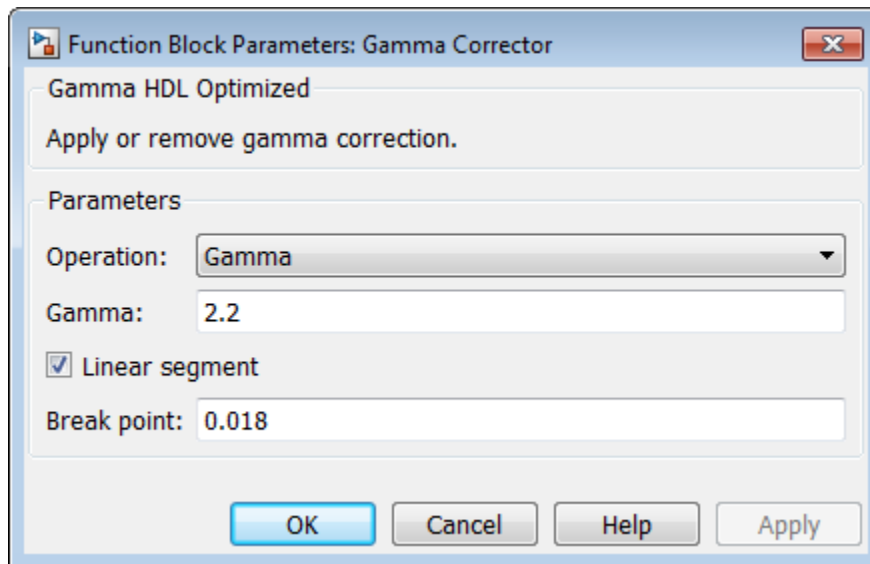 Function Block Parameters: Gamma Corrector
Gamma HDL Optimized
Apply or remove gamma correction.
Parameters
Operation: Gamma
Gamma: 2.2
Linear segment
Break point: 0.018
OK Cancel Help Apply